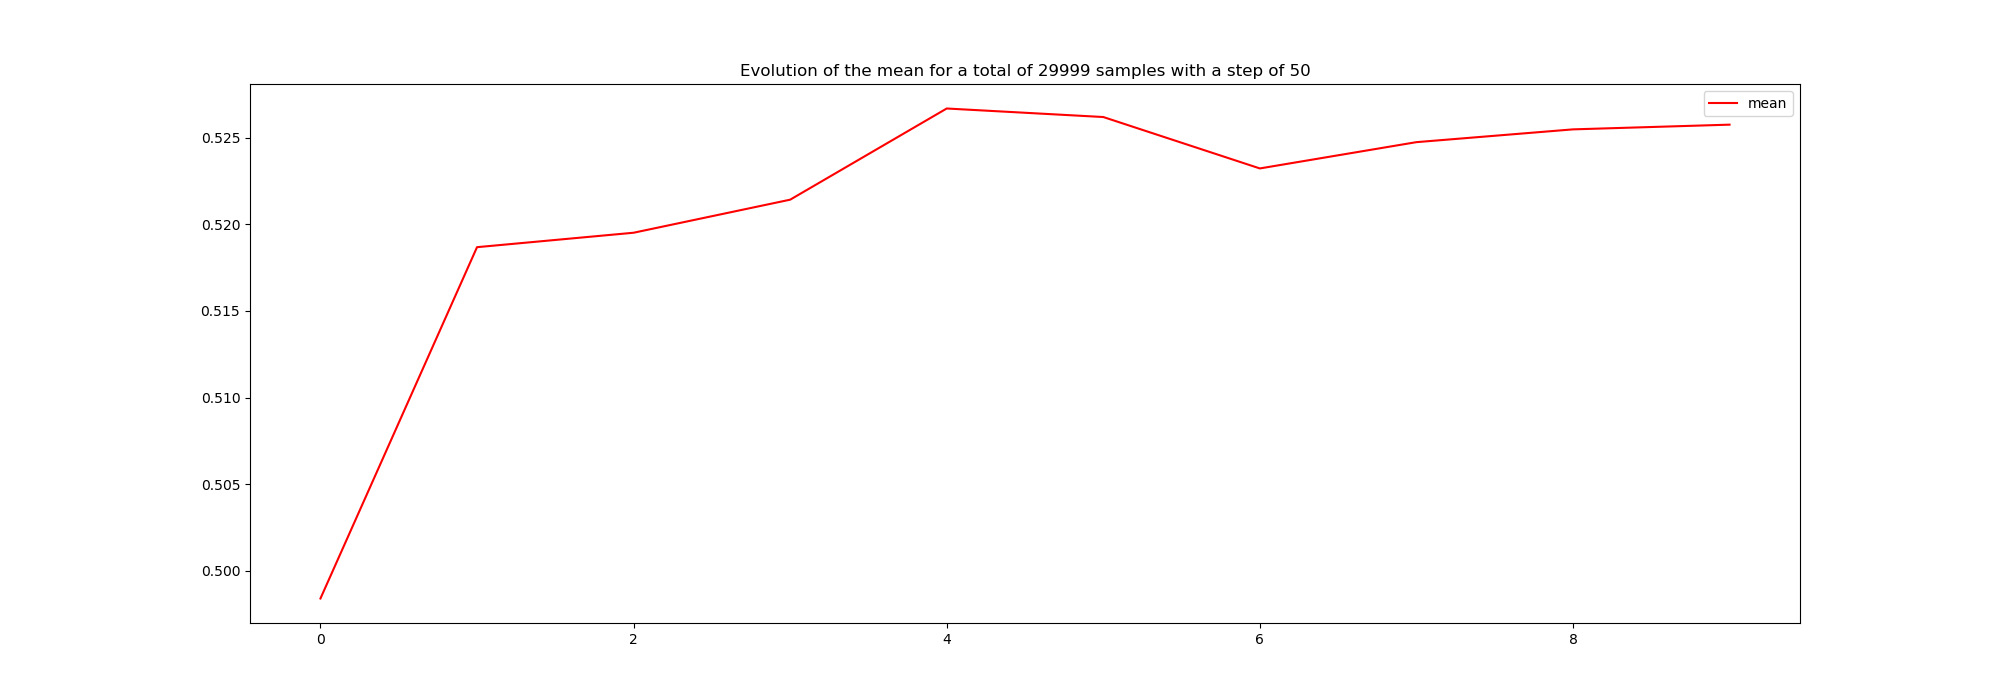 Evolution of the mean for a total of 29999 samples with a step of 50
mean
0.525
0.520
0.515
0.510
0.505
0.500
0 2 4 6 8